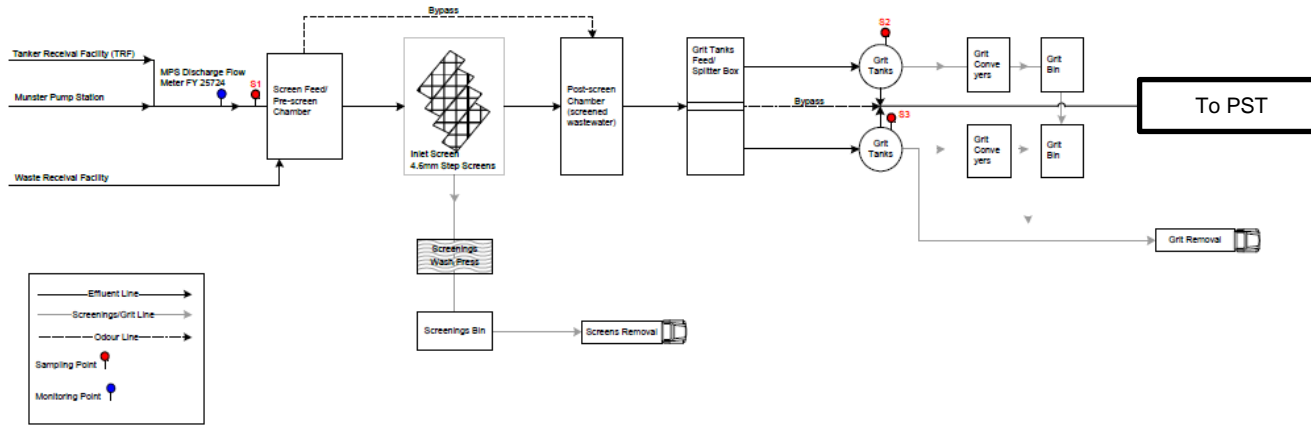 Bypass
Tanker Receival Facility (TRF)
MPS Discharge Flow
Meter FY 25724
S1
Munster Pump Station
Waste Receival Facility
Screen Feed/
Pre-screen
Chamber
Inlet Screen
4.5mm Step Screens
Post-screen
Chamber
(screened
wastewater)
Grit Tanks
Feed/
Splitter Box
Bypass
S2
Grit
Tanks
S3
Grit
Tanks
Grit
Conve
yers
Grit
Bin
Grit
Conve
yers
Grit
Bin
To PST
Grit Removal
Screenings
Wash Press
Screenings Bin
Screens Removal
Effluent Line
Screenings/Grit Line
Odour Line
Sampling Point
Monitoring Point